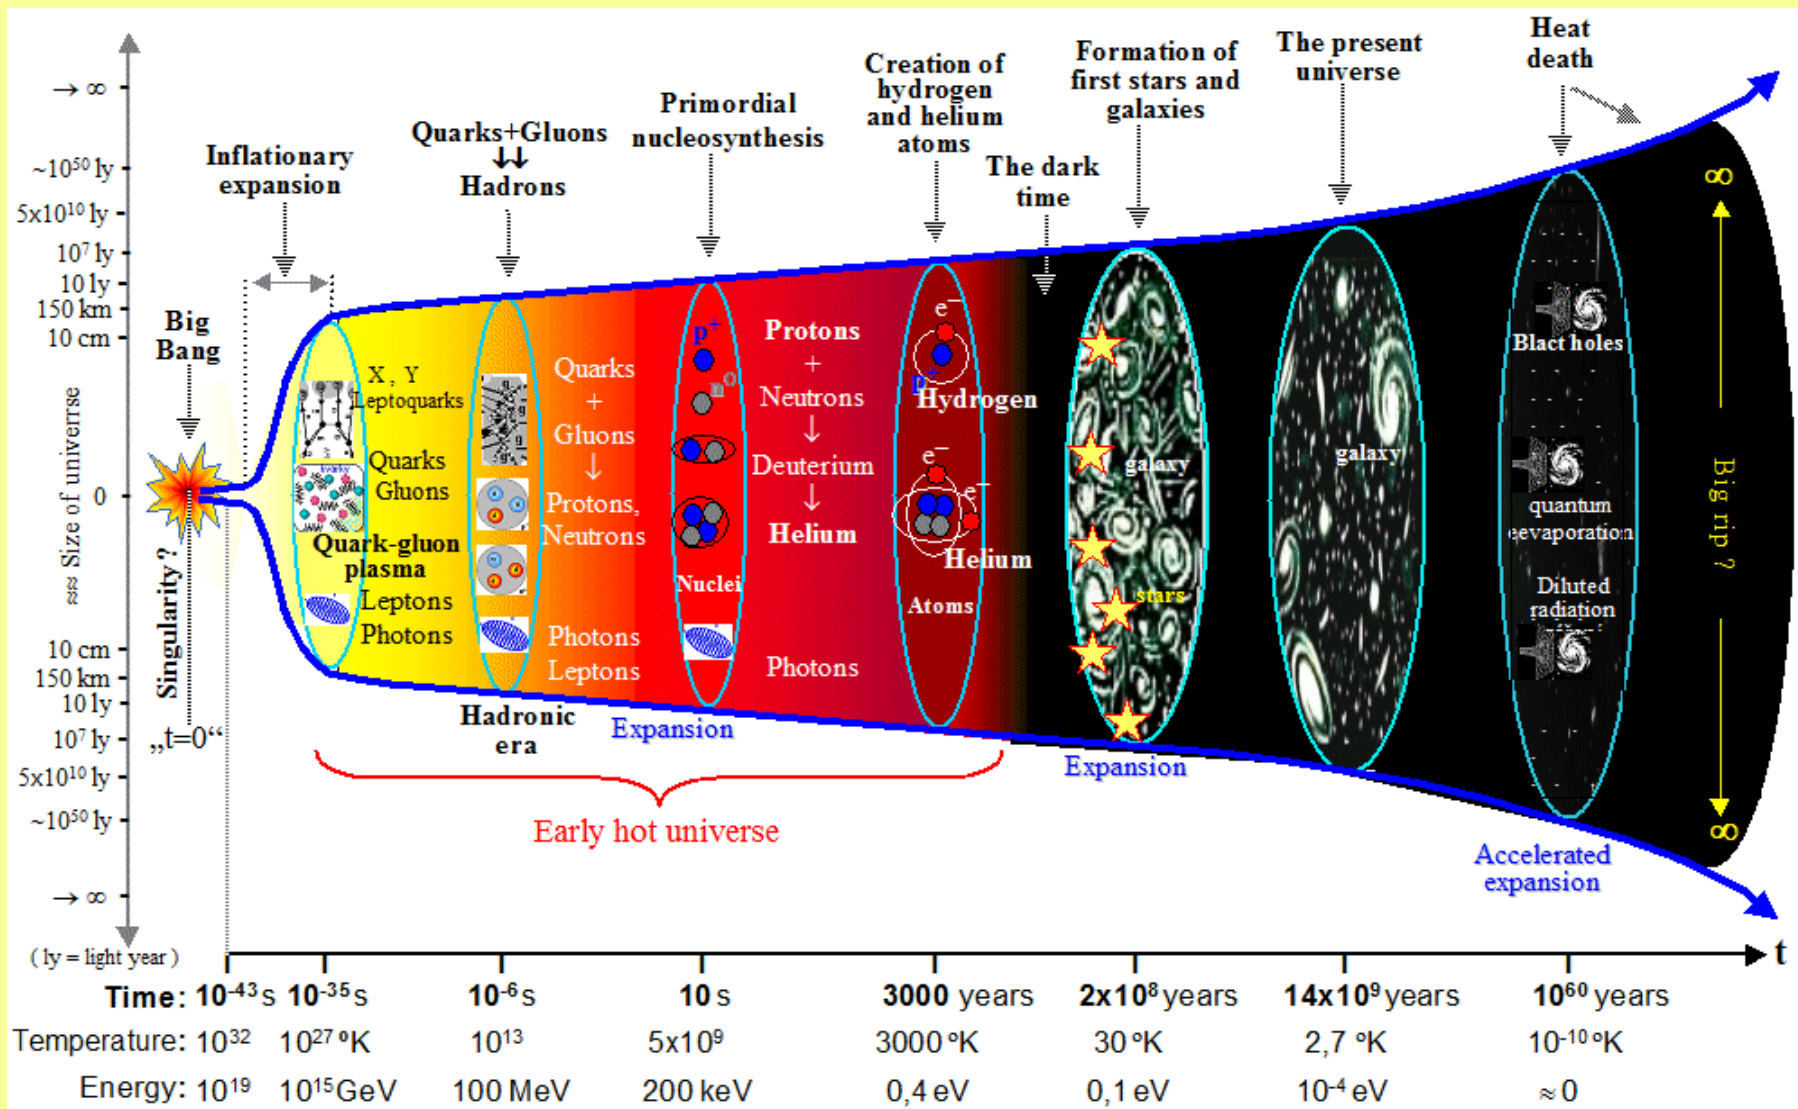 Heat
death
The present
universe
Formation of
first stars and
galaxies
Creation of
hydrogen
and helium
atoms
Primordial
nucleosynthesis
Quarks+Gluons
⇓⇓
Hadrons
Inflationary
expansion
The dark
time
Big
Bang
Singularity ?
„t=0“
→ ∞
~10⁵⁰ ly
5x10¹⁰ ly
10⁷ ly
10 ly
150 km
10 cm
0
10 cm
150 km
10 ly
10⁷ ly
5x10¹⁰ ly
~10⁵⁰ ly
→ ∞
≈≈ Size of universe
( ly = light year )
X , Y
Leptoquarks
Quarks
Gluons
Quark-gluon
plasma
Leptons
Photons
Quarks
+
Gluons
↓
Protons,
Neutrons
Photons
Leptons
Hadronic
era
p⁺
n⁰
Nuclei
Protons
+
Neutrons
↓
Deuterium
↓
Helium
Photons
e⁻
p⁺
Hydrogen
e⁻
e⁻
Helium
Atoms
galaxy
stars
galaxy
Blact holes
quantum
eevaporation
Diluted
radiation
∞
Big rip ?
∞
Expansion
Expansion
Accelerated
expansion
Early hot universe
t
Time: 10⁻⁴³ s 10⁻³⁵ s 10⁻⁶ s 10 s 3000 years 2x10⁸ years 14x10⁹ years 10⁶⁰ years
Temperature: 10³² 10²⁷ ºK 10¹³ 5x10⁹ 3000 ºK 30 ºK 2,7 ºK 10⁻¹⁰ ºK
Energy: 10¹⁹ 10¹⁵ GeV 100 MeV 200 keV 0,4 eV 0,1 eV 10⁻⁴ eV ≈ 0